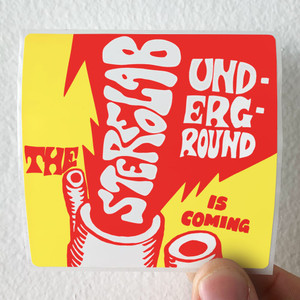 THE
STEREOLAB
UND-
ERG-
ROUND
IS
COMING